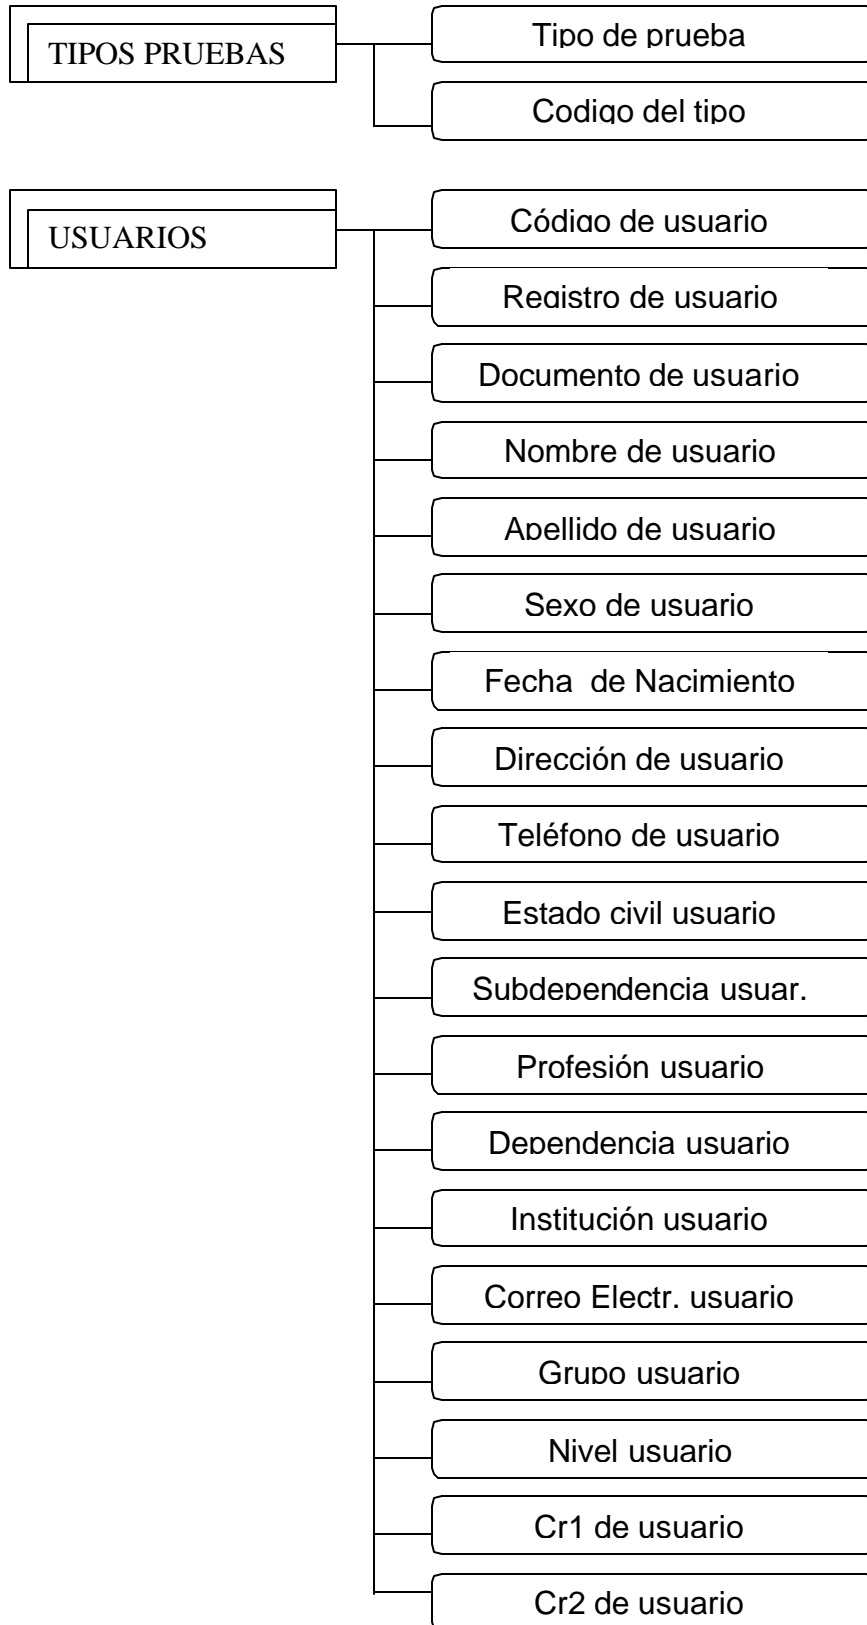 TIPOS PRUEBAS
Tipo de prueba
Codigo del tipo
USUARIOS
Código de usuario
Registro de usuario
Documento de usuario
Nombre de usuario
Apellido de usuario
Sexo de usuario
Fecha de Nacimiento
Dirección de usuario
Teléfono de usuario
Estado civil usuario
Subdependencia usuar.
Profesión usuario
Dependencia usuario
Institución usuario
Correo Electr. usuario
Grupo usuario
Nivel usuario
Cr1 de usuario
Cr2 de usuario